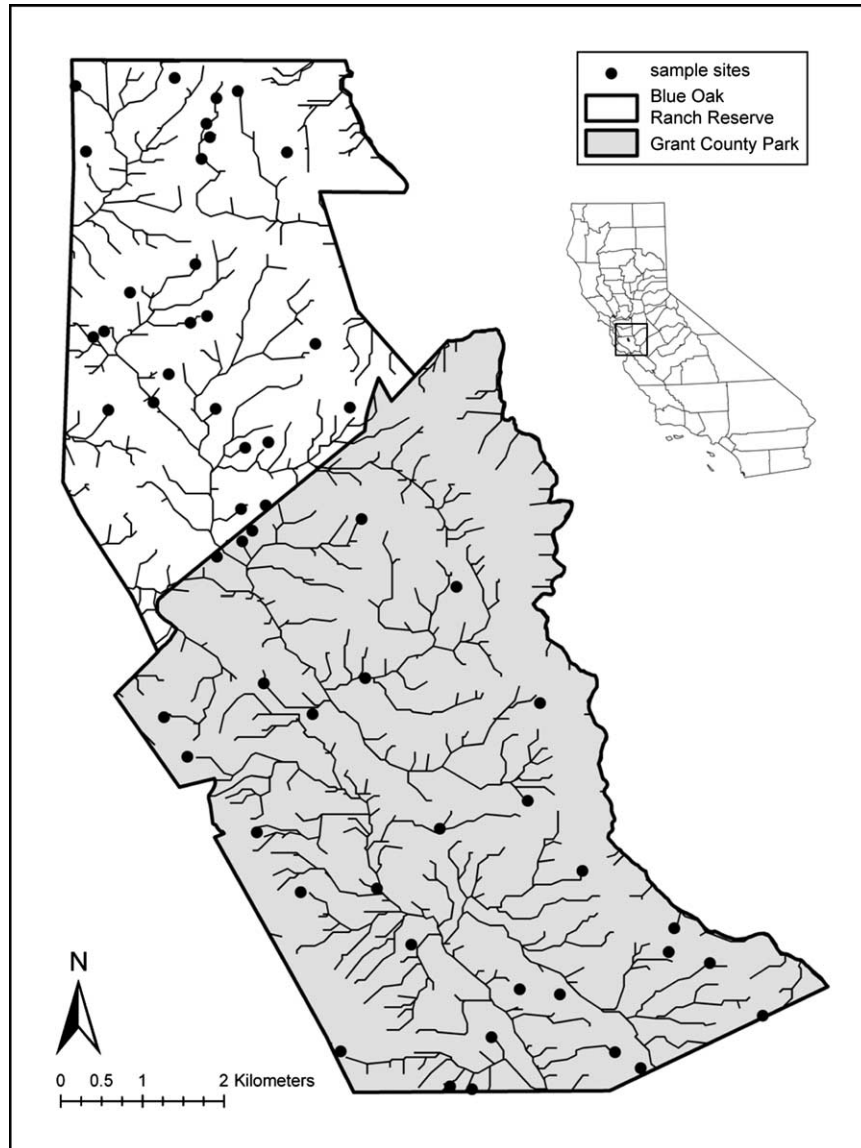 sample sites
Blue Oak
Ranch Reserve
Grant County Park
N
0 0.5 1 2 Kilometers